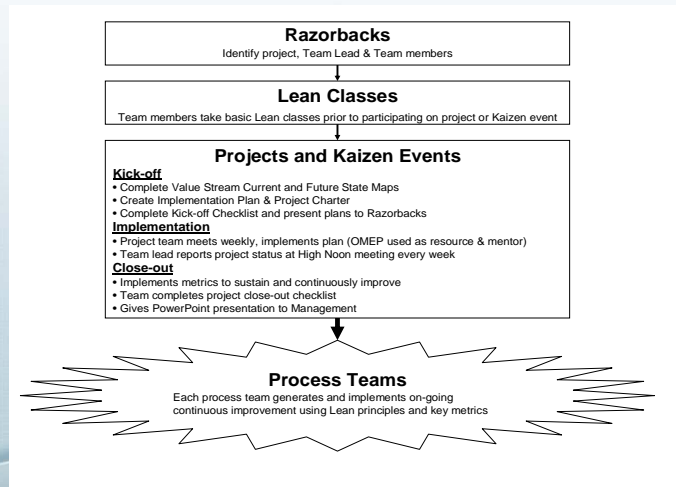 Razorbacks
Identify project, Team Lead & Team members
Lean Classes
Team members take basic Lean classes prior to participating on project or Kaizen event
Projects and Kaizen Events
Kick-off
• Complete Value Stream Current and Future State Maps
• Create Implementation Plan & Project Charter
• Complete Kick-off Checklist and present plans to Razorbacks
Implementation
• Project team meets weekly, implements plan (OMEP used as resource & mentor)
• Team lead reports project status at High Noon meeting every week
Close-out
• Implements metrics to sustain and continuously improve
• Team completes project close-out checklist
• Gives PowerPoint presentation to Management
Process Teams
Each process team generates and implements on-going
continuous improvement using Lean principles and key metrics